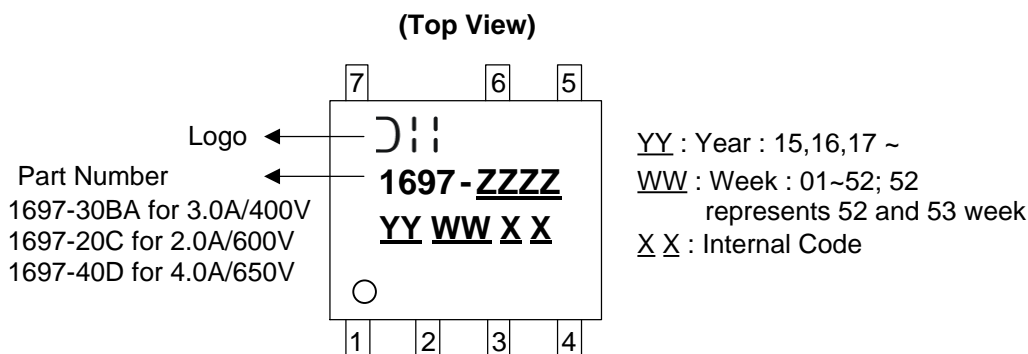 (Top View)
7 6 5
Logo
Part Number
1697-30BA for 3.0A/400V
1697-20C for 2.0A/600V
1697-40D for 4.0A/650V
1697-ZZZZ
YY WW X X
YY : Year : 15,16,17 ~
WW : Week : 01~52; 52
represents 52 and 53 week
X X : Internal Code
1 2 3 4